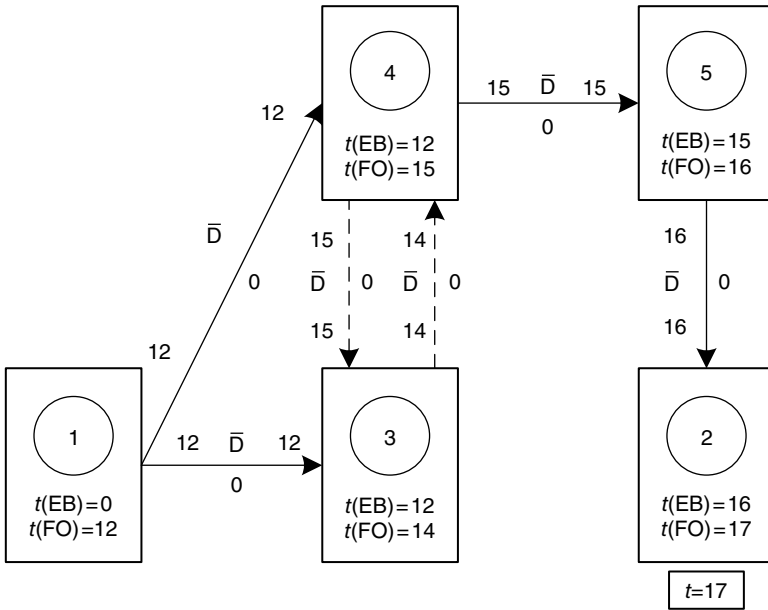 4
t(EB)=12
t(FO)=15
15 D̅ 15
0
5
t(EB)=15
t(FO)=16
12
D̅
0
12
15
D̅ 0
15
14
D̅ 0
14
16
D̅ 0
16
1
t(EB)=0
t(FO)=12
12 D̅ 12
0
3
t(EB)=12
t(FO)=14
2
t(EB)=16
t(FO)=17
t=17